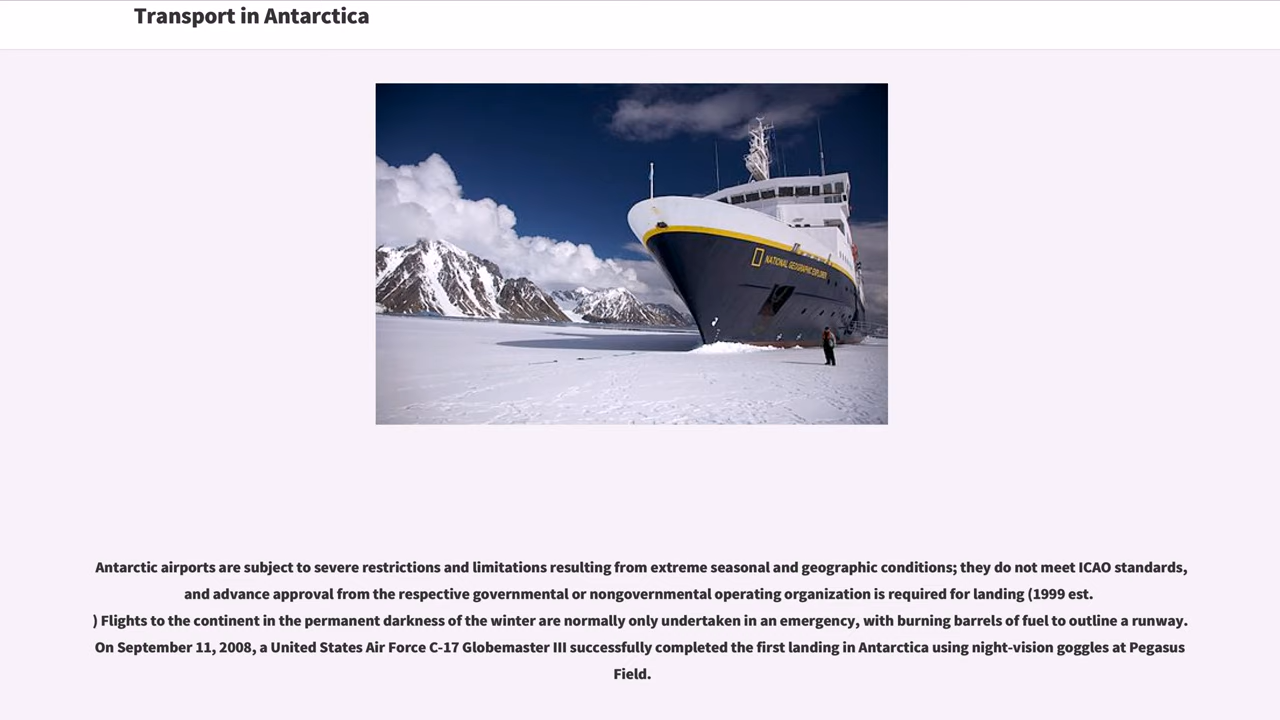 Transport in Antarctica
NATIONAL GEOGRAPHIC EXPLORER
Antarctic airports are subject to severe restrictions and limitations resulting from extreme seasonal and geographic conditions; they do not meet ICAO standards,
and advance approval from the respective governmental or nongovernmental operating organization is required for landing (1999 est.
) Flights to the continent in the permanent darkness of the winter are normally only undertaken in an emergency, with burning barrels of fuel to outline a runway.
On September 11, 2008, a United States Air Force C-17 Globemaster III successfully completed the first landing in Antarctica using night-vision goggles at Pegasus
Field.